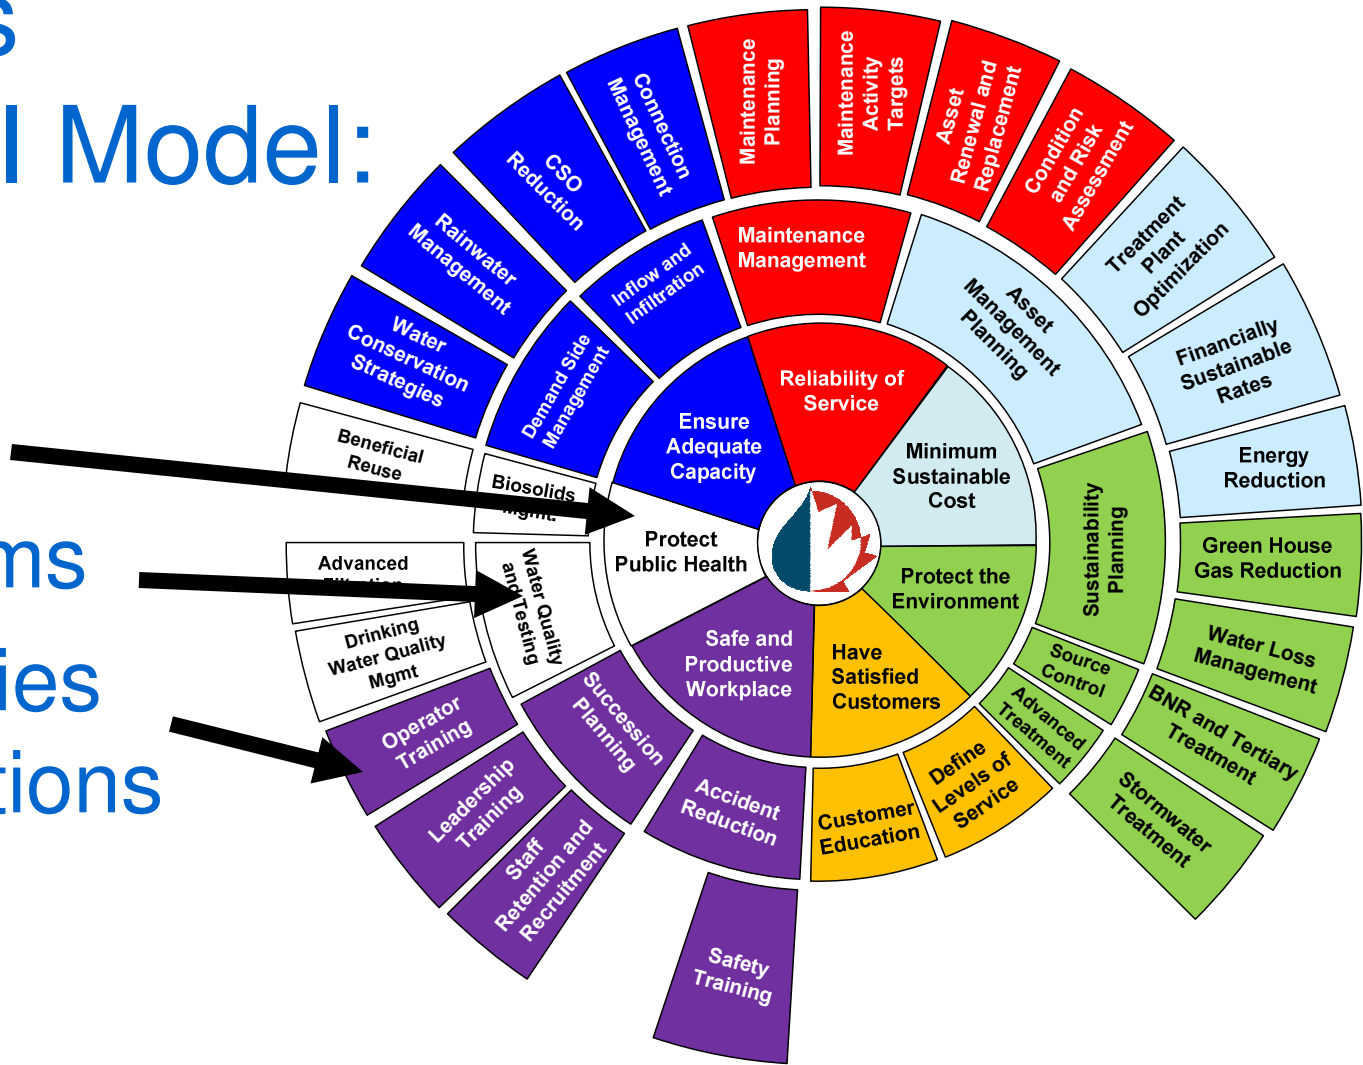 s
l Model:
ms
ies
tions
Maintenance
Planning
Maintenance
Activity
Targets
Asset
Renewal and
Replacement
Condition
and Risk
Assessment
Treatment
Plant
Optimization
Financially
Sustainable
Rates
Energy
Reduction
Green House
Gas Reduction
Water Loss
Management
BNR and Tertiary
Treatment
Stormwater
Treatment
Safety
Training
Staff
Retention and
Recruitment
Leadership
Training
Operator
Training
Drinking
Water Quality
Mgmt
Advanced
Filtration
Beneficial
Reuse
Water
Conservation
Strategies
Rainwater
Management
CSO
Reduction
Connection
Management
Maintenance
Management
Asset
Management
Planning
Sustainability
Planning
Source
Control
Advanced
Treatment
Define
Levels of
Service
Customer
Education
Accident
Reduction
Succession
Planning
Water Quality
and Testing
Biosolids
Mgmt.
Demand Side
Management
Inflow and
Infiltration
Reliability of
Service
Minimum
Sustainable
Cost
Protect the
Environment
Have
Satisfied
Customers
Safe and
Productive
Workplace
Protect
Public Health
Ensure
Adequate
Capacity